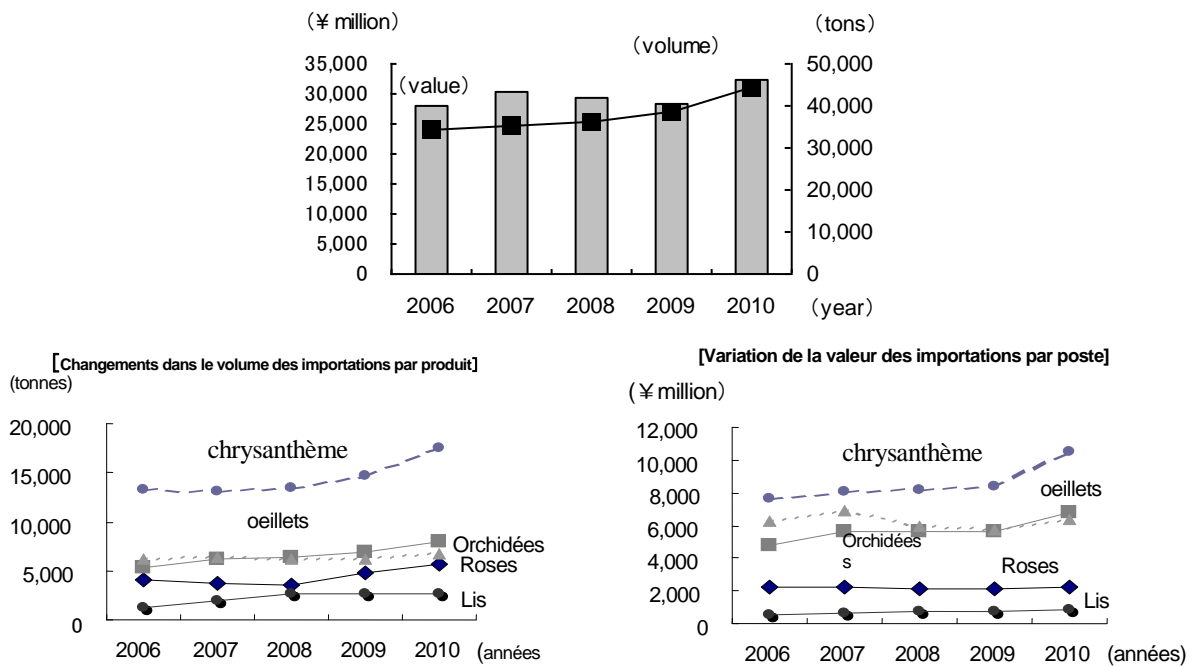 (¥ million)
(tons)
(volume)
35,000
50,000
(value)
30,000
40,000
25,000
20,000
30,000
15,000
20,000
10,000
10,000
5,000
0
0
2006 2007 2008 2009 2010 (year)
[Changements dans le volume des importations par produit]
(tonnes)
20,000
chrysanthème
15,000
oeillets
10,000
Orchidées
Roses
5,000
Lis
0
2006 2007 2008 2009 2010 (années
[Variation de la valeur des importations par poste]
(¥ million)
12,000
chrysanthème
10,000
oeillets
8,000
6,000
Orchidées
s
4,000
Roses
2,000
Lis
0
2006 2007 2008 2009 2010 (années)